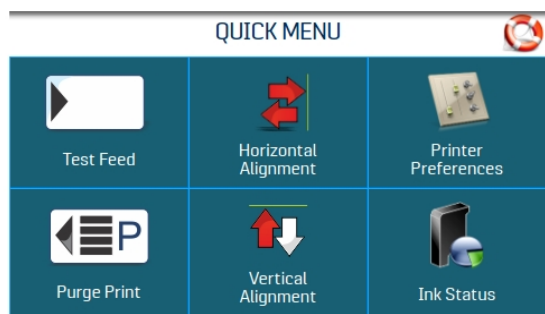 QUICK MENU
Test Feed
Horizontal
Alignment
Printer
Preferences
P
Purge Print
Vertical
Alignment
Ink Status